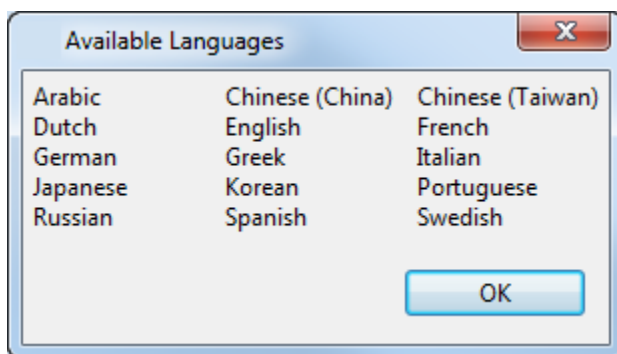 Available Languages
Arabic Chinese (China) Chinese (Taiwan)
Dutch English French
German Greek Italian
Japanese Korean Portuguese
Russian Spanish Swedish
OK